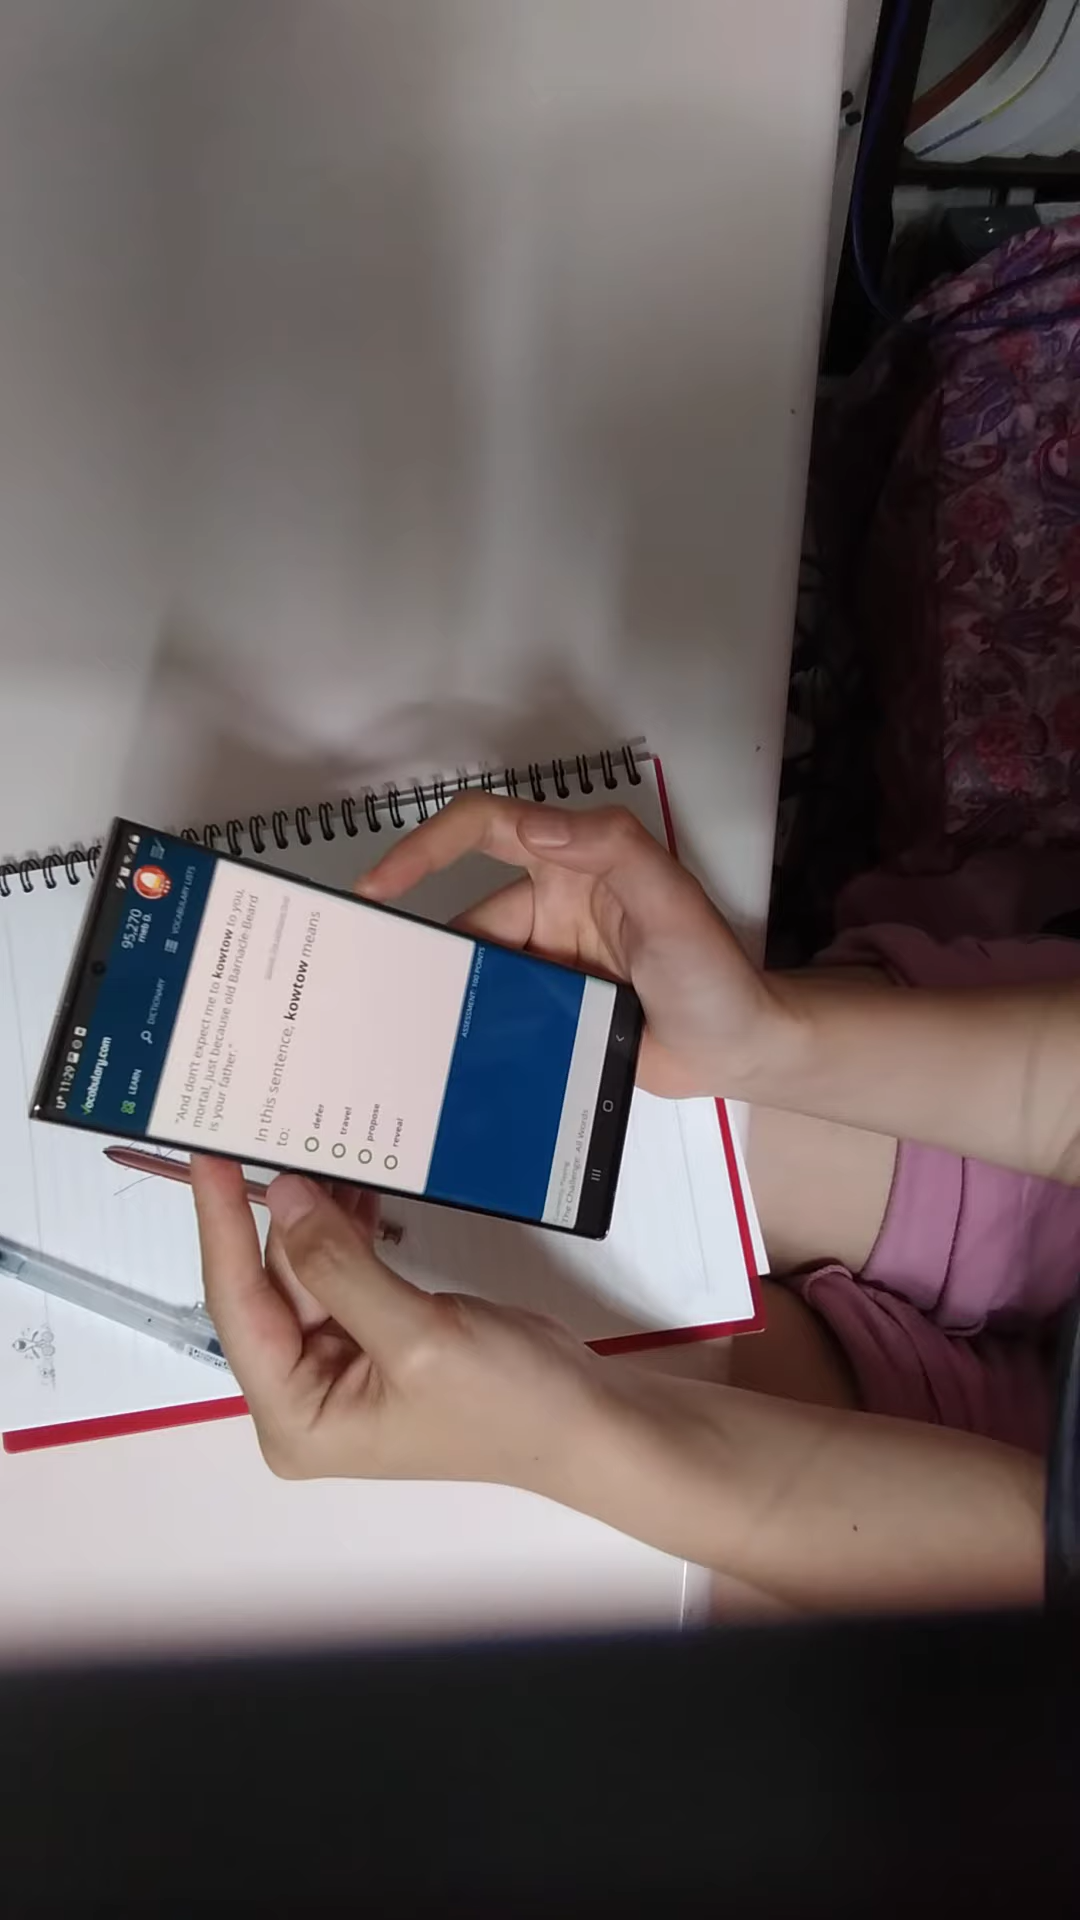 U+ 11:29
Vocabulary.com
95,270
LEARN
DICTIONARY
VOCABULARY LISTS
"And don't expect me to kowtow to you,
mortal, just because old Barnacle-Beard
is your father."
In this sentence, kowtow means
to:
defer
travel
propose
reveal
ASSESSMENT: 100 POINTS
The Challenge: All Words